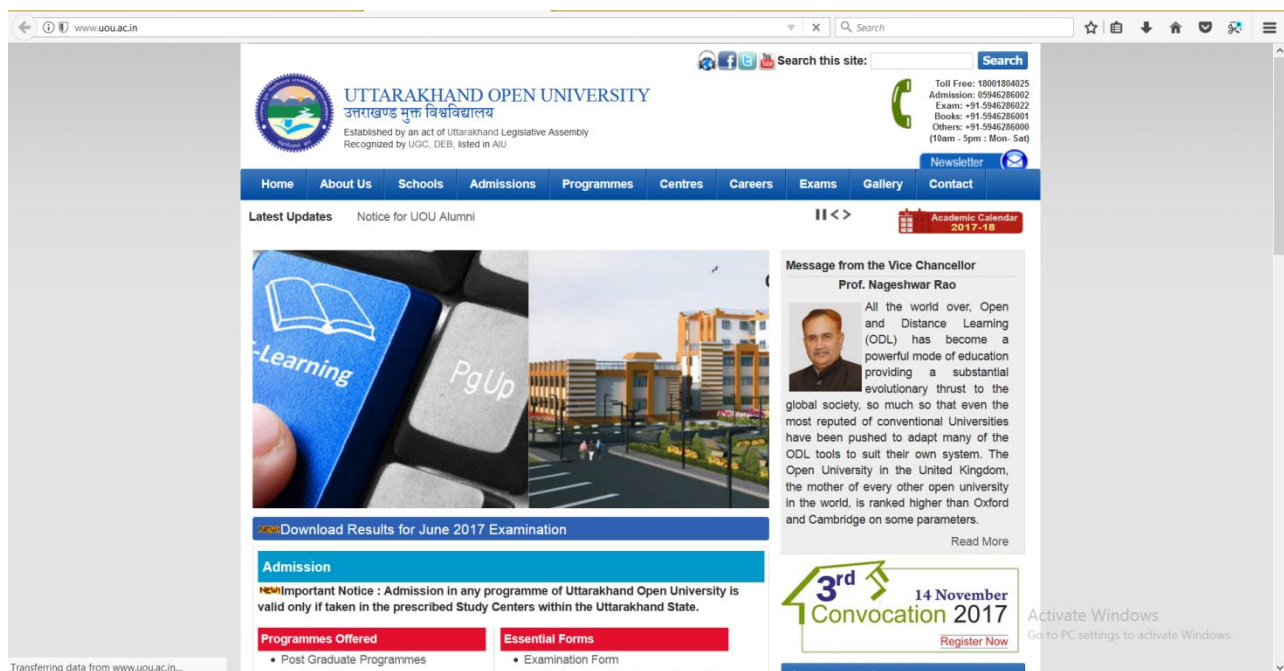 www.uou.ac.in
Search
Search this site:
Search
UTTARAKHAND OPEN UNIVERSITY
उत्तराखण्ड मुक्त विश्वविद्यालय
Established by an act of Uttarakhand Legislative Assembly
Recognized by UGC, DEB, listed in AIU
Toll Free: 18001804025
Admission: 05946286002
Exam: +91-5946286022
Books: +91-5946286001
Others: +91-5946286000
(10am - 5pm : Mon- Sat)
Newsletter
Home About Us Schools Admissions Programmes Centres Careers Exams Gallery Contact
Latest Updates Notice for UOU Alumni
Academic Calendar
2017-18
-Learning
PgUp
Message from the Vice Chancellor
Prof. Nageshwar Rao
All the world over, Open
and Distance Learning
(ODL) has become a
powerful mode of education
providing a substantial
evolutionary thrust to the
global society, so much so that even the
most reputed of conventional Universities
have been pushed to adapt many of the
ODL tools to suit their own system. The
Open University in the United Kingdom,
the mother of every other open university
in the world, is ranked higher than Oxford
and Cambridge on some parameters.
Read More
NEW! Download Results for June 2017 Examination
Admission
NEW! Important Notice : Admission in any programme of Uttarakhand Open University is
valid only if taken in the prescribed Study Centers within the Uttarakhand State.
Programmes Offered
• Post Graduate Programmes
Essential Forms
• Examination Form
3rd
14 November
Convocation 2017
Register Now
Activate Windows
Go to PC settings to activate Windows.
Transferring data from www.uou.ac.in...